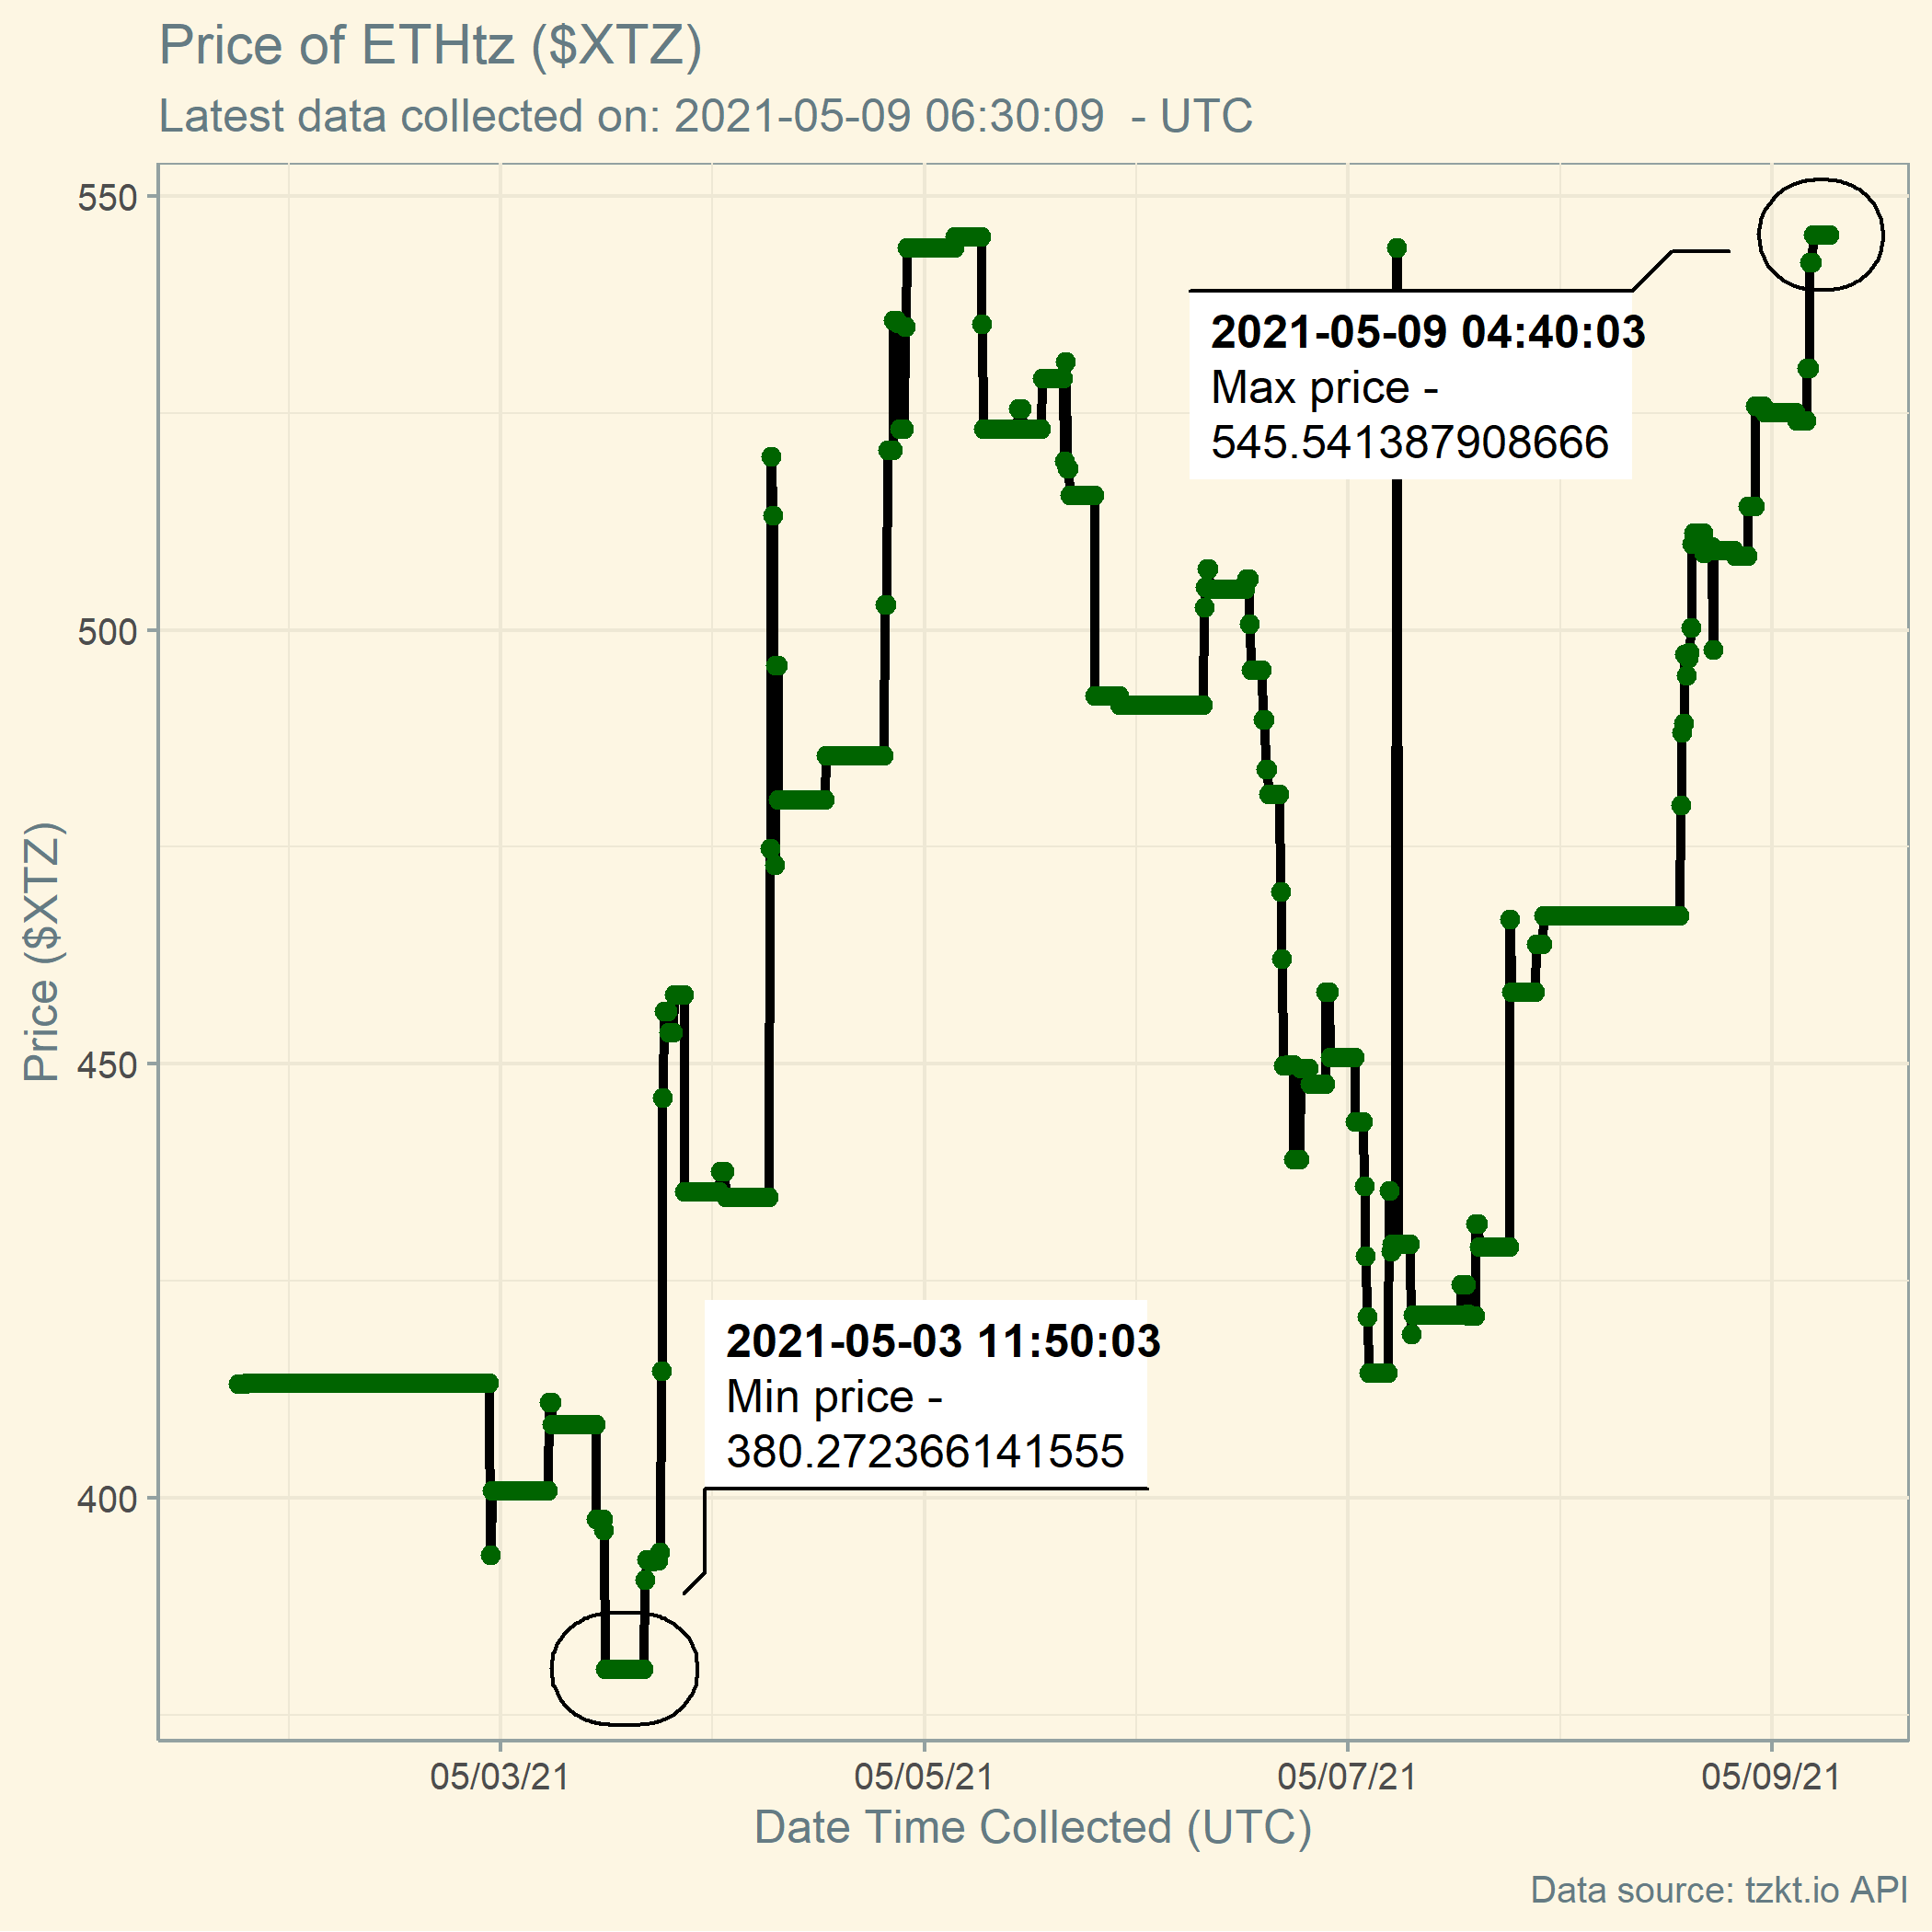 Price of ETHtz ($XTZ)
Latest data collected on: 2021-05-09 06:30:09  - UTC
550
500
450
400
Price ($XTZ)
2021-05-09 04:40:03
Max price -
545.541387908666
2021-05-03 11:50:03
Min price -
380.272366141555
05/03/21
05/05/21
05/07/21
05/09/21
Date Time Collected (UTC)
Data source: tzkt.io API